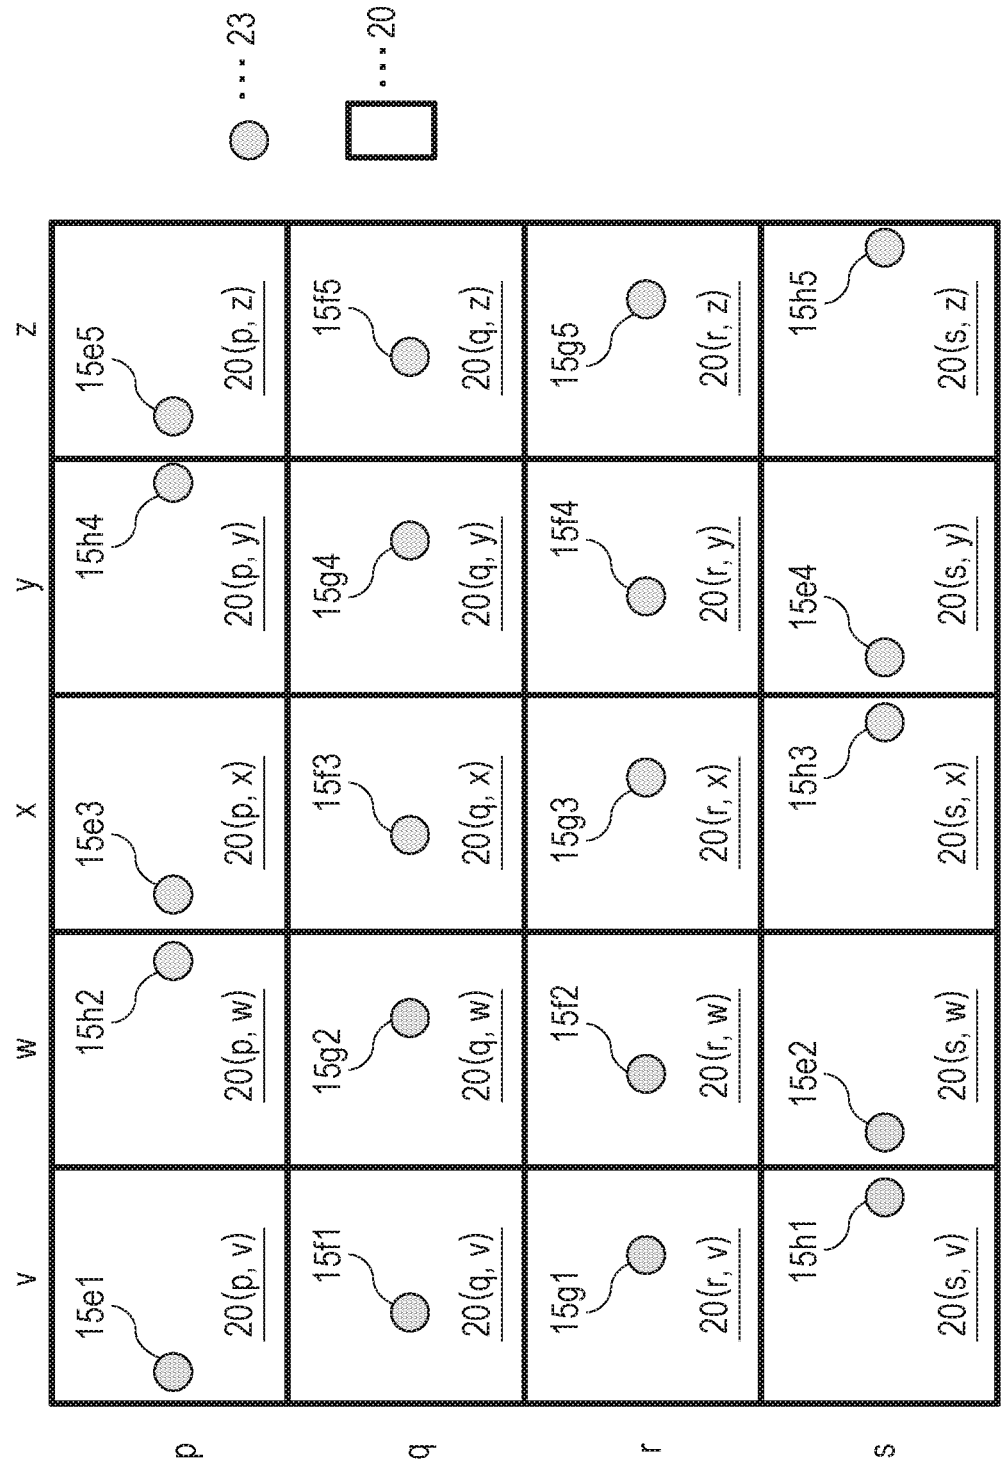 v w x y z
p
15e1 15h2 15e3 15h4 15e5
20(p, v) 20(p, w) 20(p, x) 20(p, y) 20(p, z)
q
15f1 15g2 15f3 15g4 15f5
20(q, v) 20(q, w) 20(q, x) 20(q, y) 20(q, z)
r
15g1 15f2 15g3 15f4 15g5
20(r, v) 20(r, w) 20(r, x) 20(r, y) 20(r, z)
s
15h1 15e2 15h3 15e4 15h5
20(s, v) 20(s, w) 20(s, x) 20(s, y) 20(s, z)
··· 23
··· 20